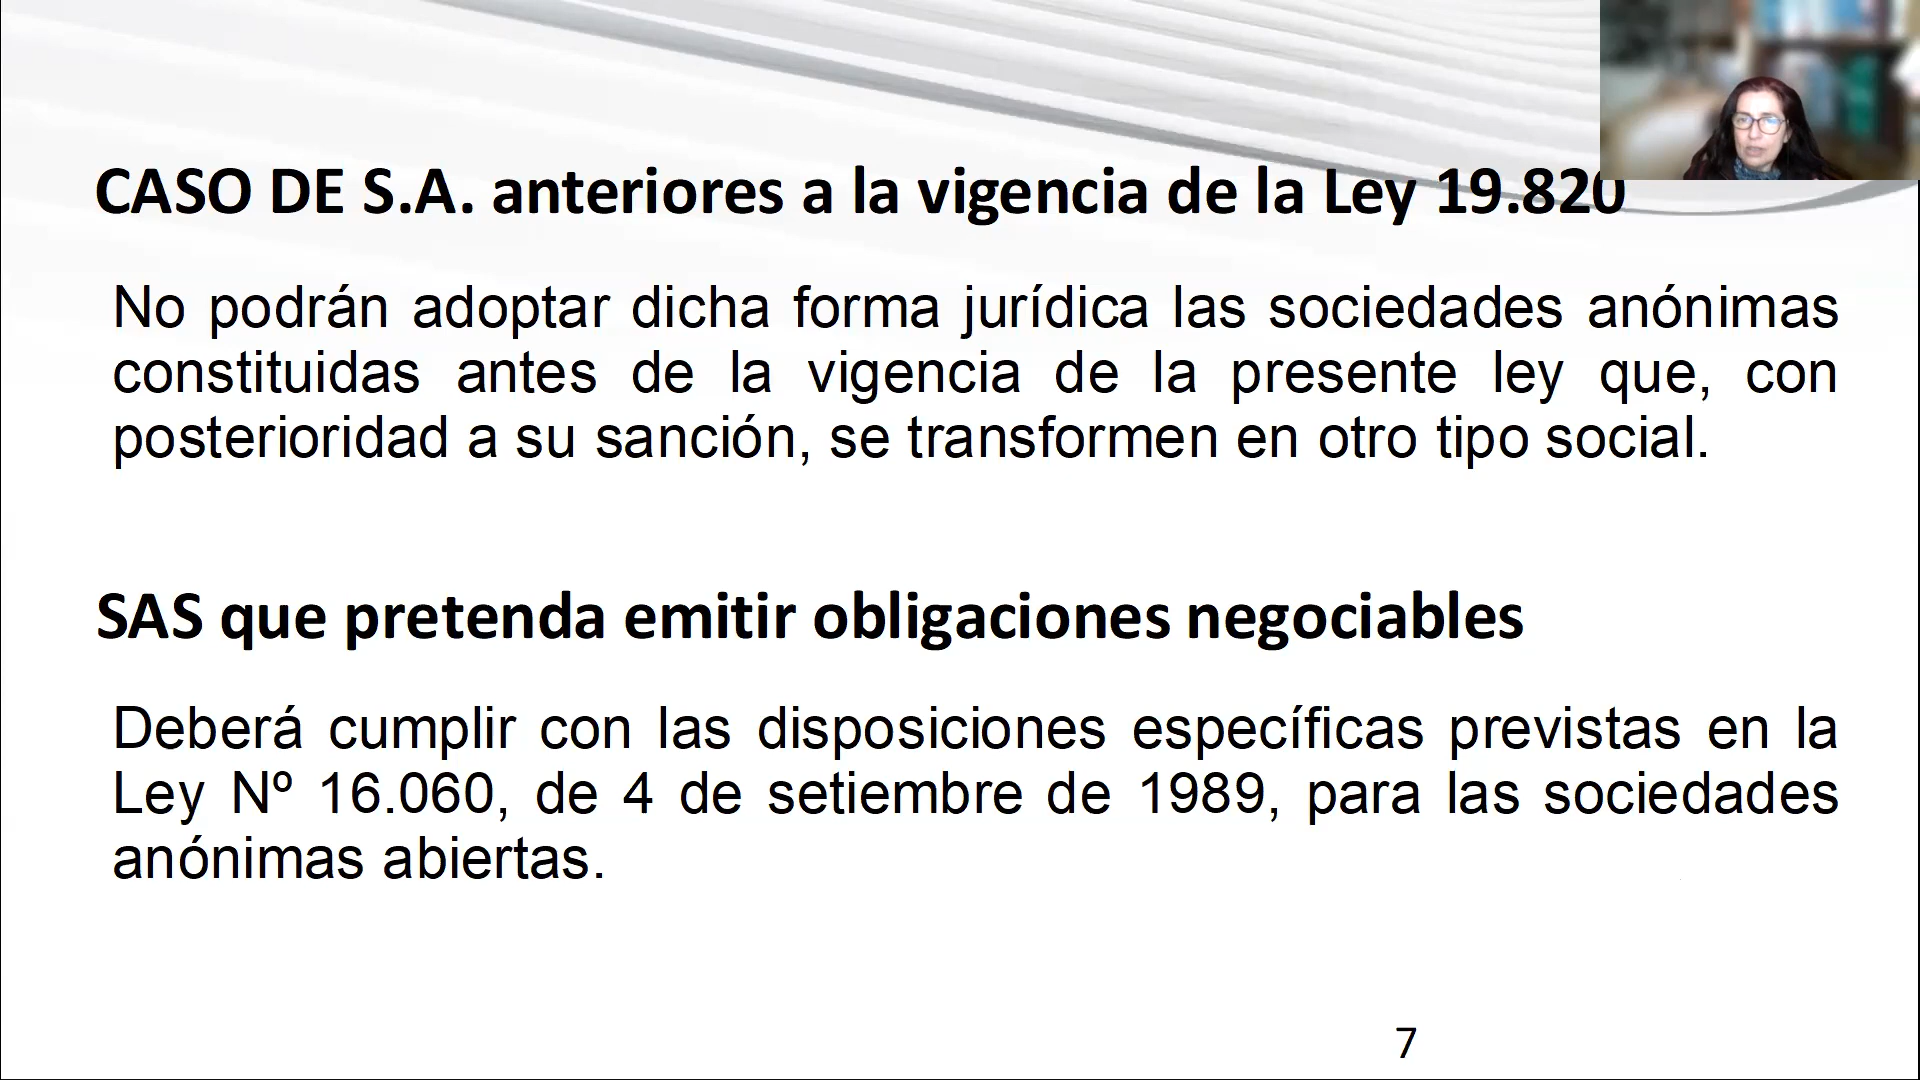 CASO DE S.A. anteriores a la vigencia de la Ley 19.820
No podrán adoptar dicha forma jurídica las sociedades anónimas
constituidas antes de la vigencia de la presente ley que, con
posterioridad a su sanción, se transformen en otro tipo social.
SAS que pretenda emitir obligaciones negociables
Deberá cumplir con las disposiciones específicas previstas en la
Ley Nº 16.060, de 4 de setiembre de 1989, para las sociedades
anónimas abiertas.
7